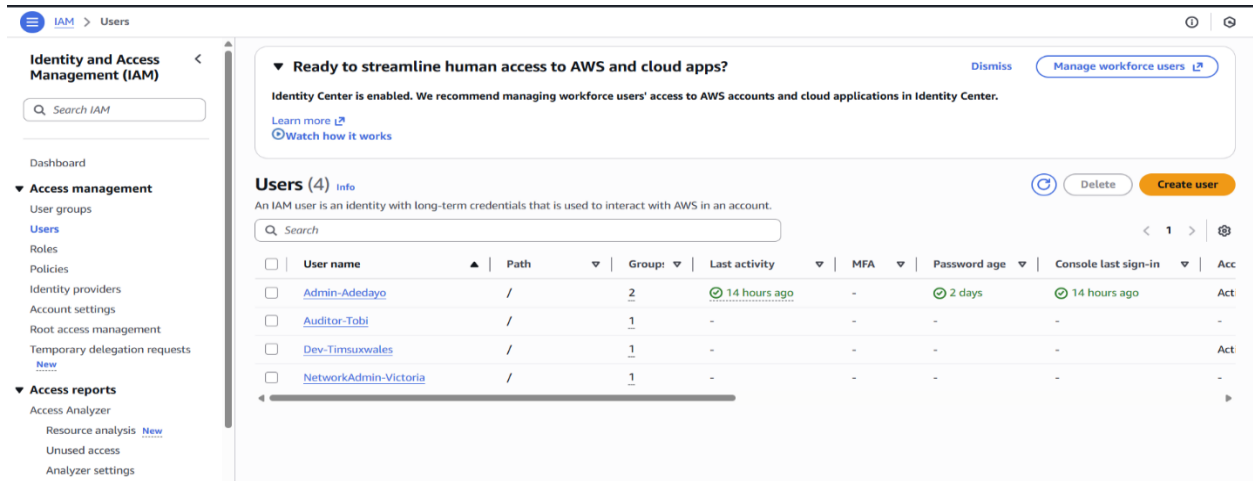 IAM > Users
Identity and Access
Management (IAM)
Search IAM
Dashboard
Access management
User groups
Users
Roles
Policies
Identity providers
Account settings
Root access management
Temporary delegation requests
New
Access reports
Access Analyzer
Resource analysis New
Unused access
Analyzer settings
Ready to streamline human access to AWS and cloud apps?
Dismiss
Manage workforce users
Identity Center is enabled. We recommend managing workforce users' access to AWS accounts and cloud applications in Identity Center.
Learn more
Watch how it works
Users (4) Info
Delete
Create user
An IAM user is an identity with long-term credentials that is used to interact with AWS in an account.
Search
< 1 >
User name Path Groups Last activity MFA Password age Console last sign-in Acc
Admin-Adedayo / 2 14 hours ago - 2 days 14 hours ago Acti
Auditor-Tobi / 1 - - - - -
Dev-Timsuxwales / 1 - - - - Acti
NetworkAdmin-Victoria / 1 - - - - -